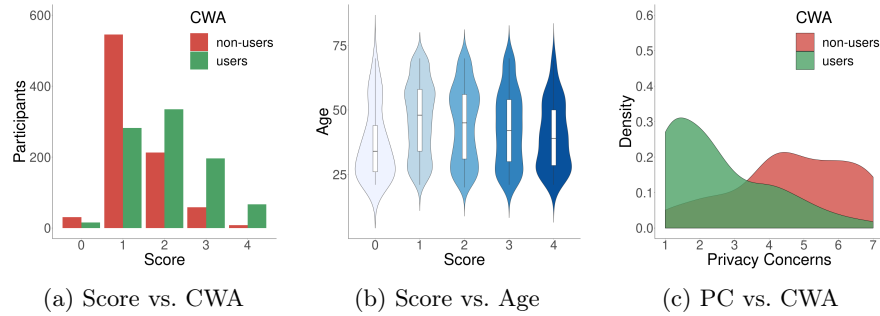 CWA
non-users
users
600
400
200
0
Participants
0 1 2 3 4
Score
(a) Score vs. CWA
75
50
25
Age
0 1 2 3 4
Score
(b) Score vs. Age
CWA
non-users
users
0.6
0.5
0.4
0.3
0.2
0.1
0.0
Density
1 2 3 4 5 6 7
Privacy Concerns
(c) PC vs. CWA